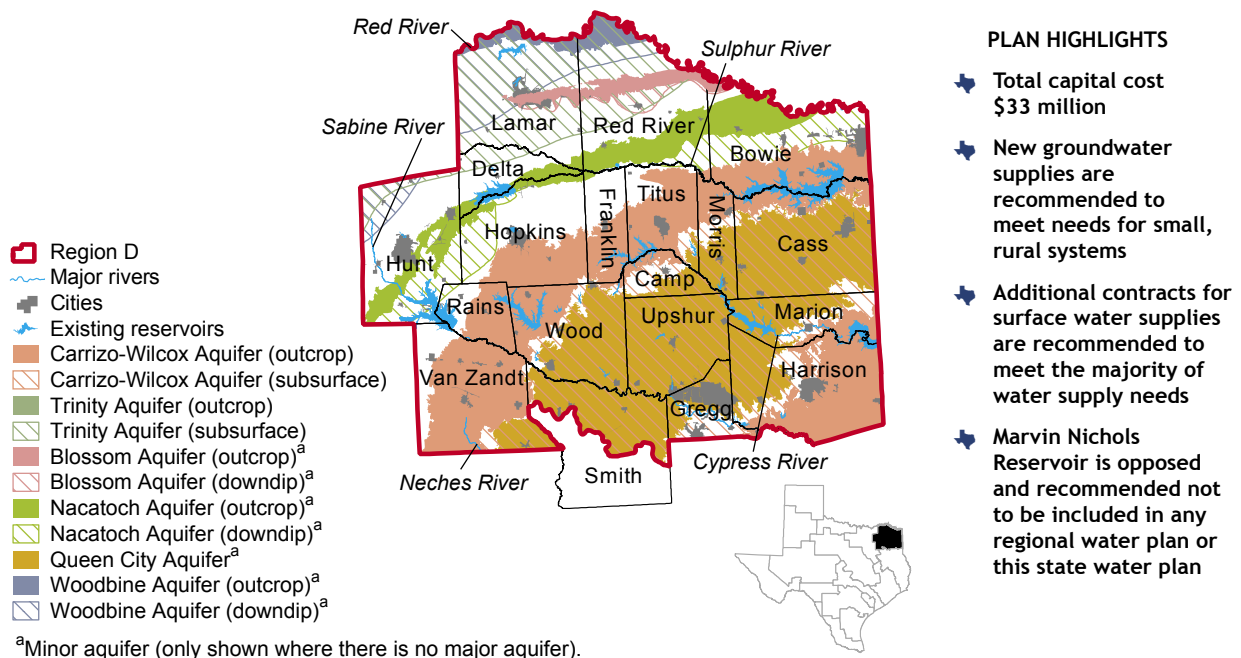 Red River
Sulphur River
Sabine River
Lamar
Red River
Bowie
Delta
Titus
Franklin
Morris
Hopkins
Cass
Hunt
Camp
Rains
Marion
Wood
Upshur
Van Zandt
Harrison
Gregg
Neches River
Cypress River
Smith
Region D
Major rivers
Cities
Existing reservoirs
Carrizo-Wilcox Aquifer (outcrop)
Carrizo-Wilcox Aquifer (subsurface)
Trinity Aquifer (outcrop)
Trinity Aquifer (subsurface)
Blossom Aquifer (outcrop)a
Blossom Aquifer (downdip)a
Nacatoch Aquifer (outcrop)a
Nacatoch Aquifer (downdip)a
Queen City Aquifera
Woodbine Aquifer (outcrop)a
Woodbine Aquifer (downdip)a
aMinor aquifer (only shown where there is no major aquifer).
PLAN HIGHLIGHTS
Total capital cost
$33 million
New groundwater
supplies are
recommended to
meet needs for small,
rural systems
Additional contracts for
surface water supplies
are recommended to
meet the majority of
water supply needs
Marvin Nichols
Reservoir is opposed
and recommended not
to be included in any
regional water plan or
this state water plan